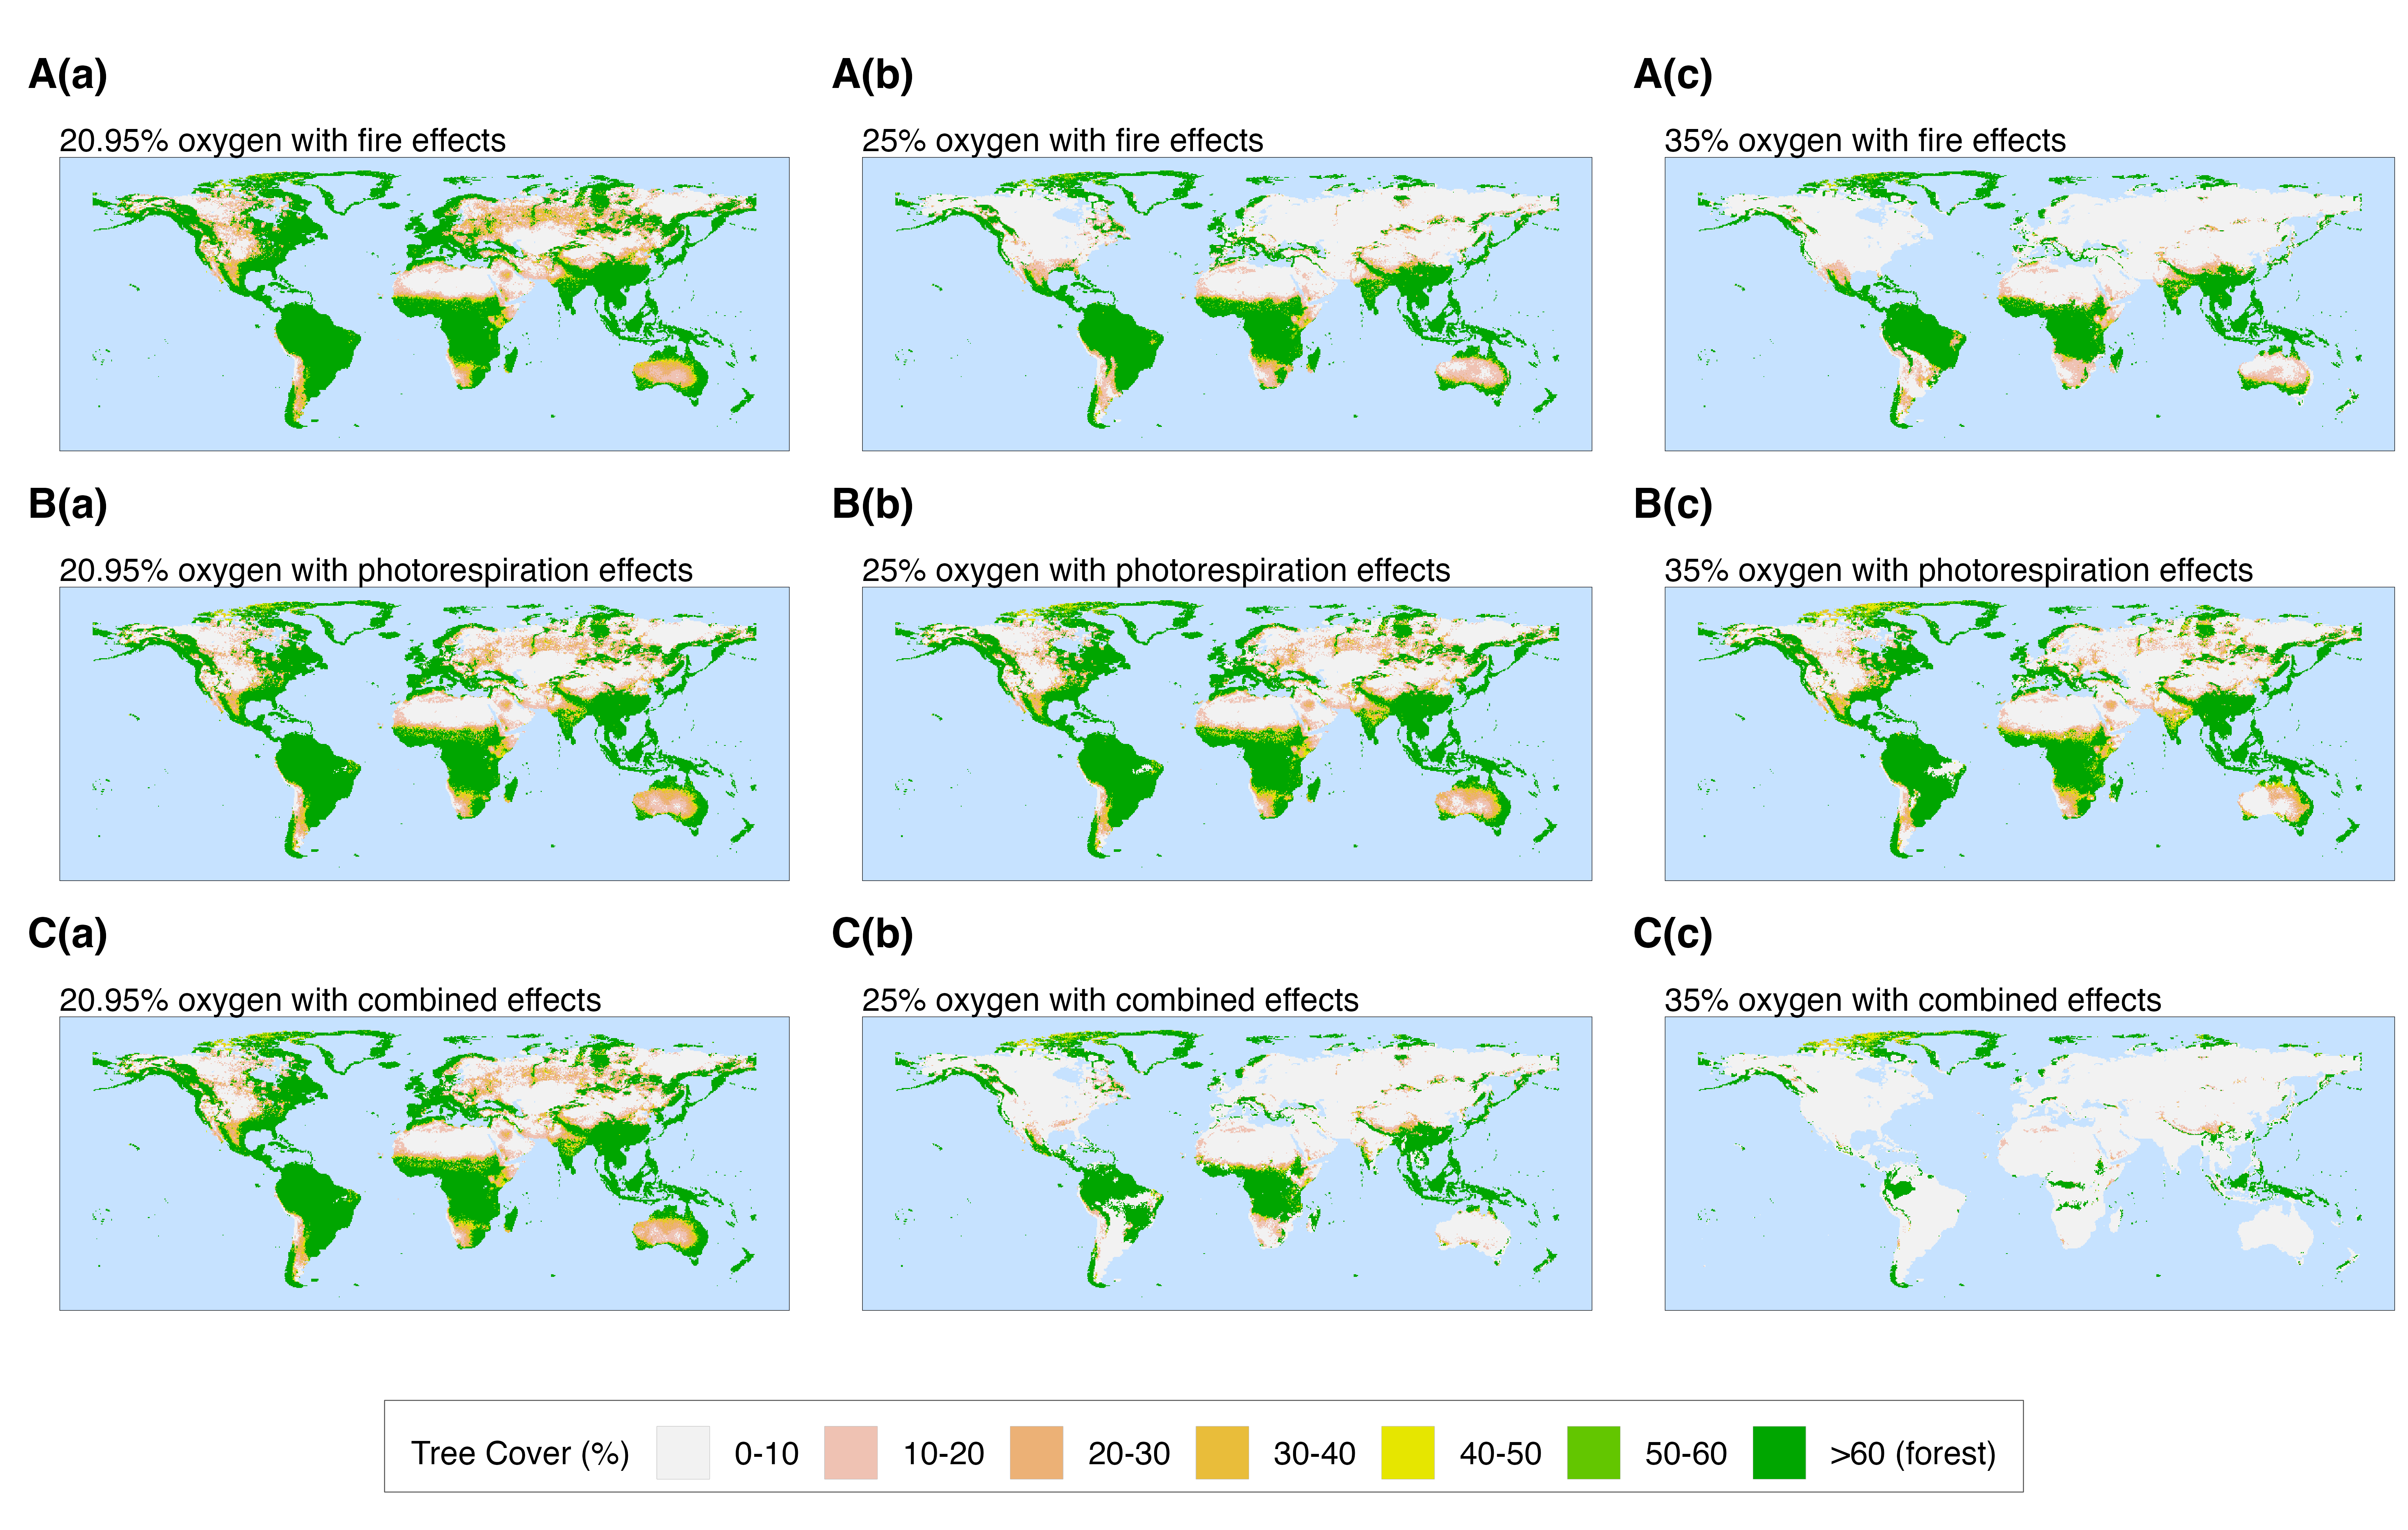 A(a)
A(b)
A(c)
20.95% oxygen with fire effects
25% oxygen with fire effects
35% oxygen with fire effects
B(a)
B(b)
B(c)
20.95% oxygen with photorespiration effects
25% oxygen with photorespiration effects
35% oxygen with photorespiration effects
C(a)
C(b)
C(c)
20.95% oxygen with combined effects
25% oxygen with combined effects
35% oxygen with combined effects
Tree Cover (%) 0-10 10-20 20-30 30-40 40-50 50-60 >60 (forest)